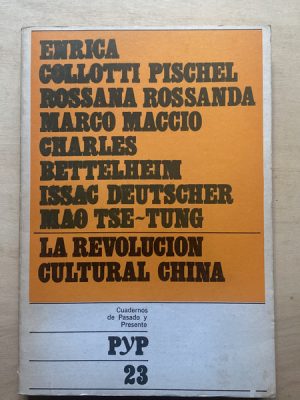 ENRICA
COLLOTTI PISCHEL
ROSSANA ROSSANDA
MARCO MACCIO
CHARLES
BETTELHEIM
ISSAC DEUTSCHER
MAO TSE-TUNG
LA REVOLUCION
CULTURAL CHINA
Cuadernos
de Pasado y
Presente
PyP
23